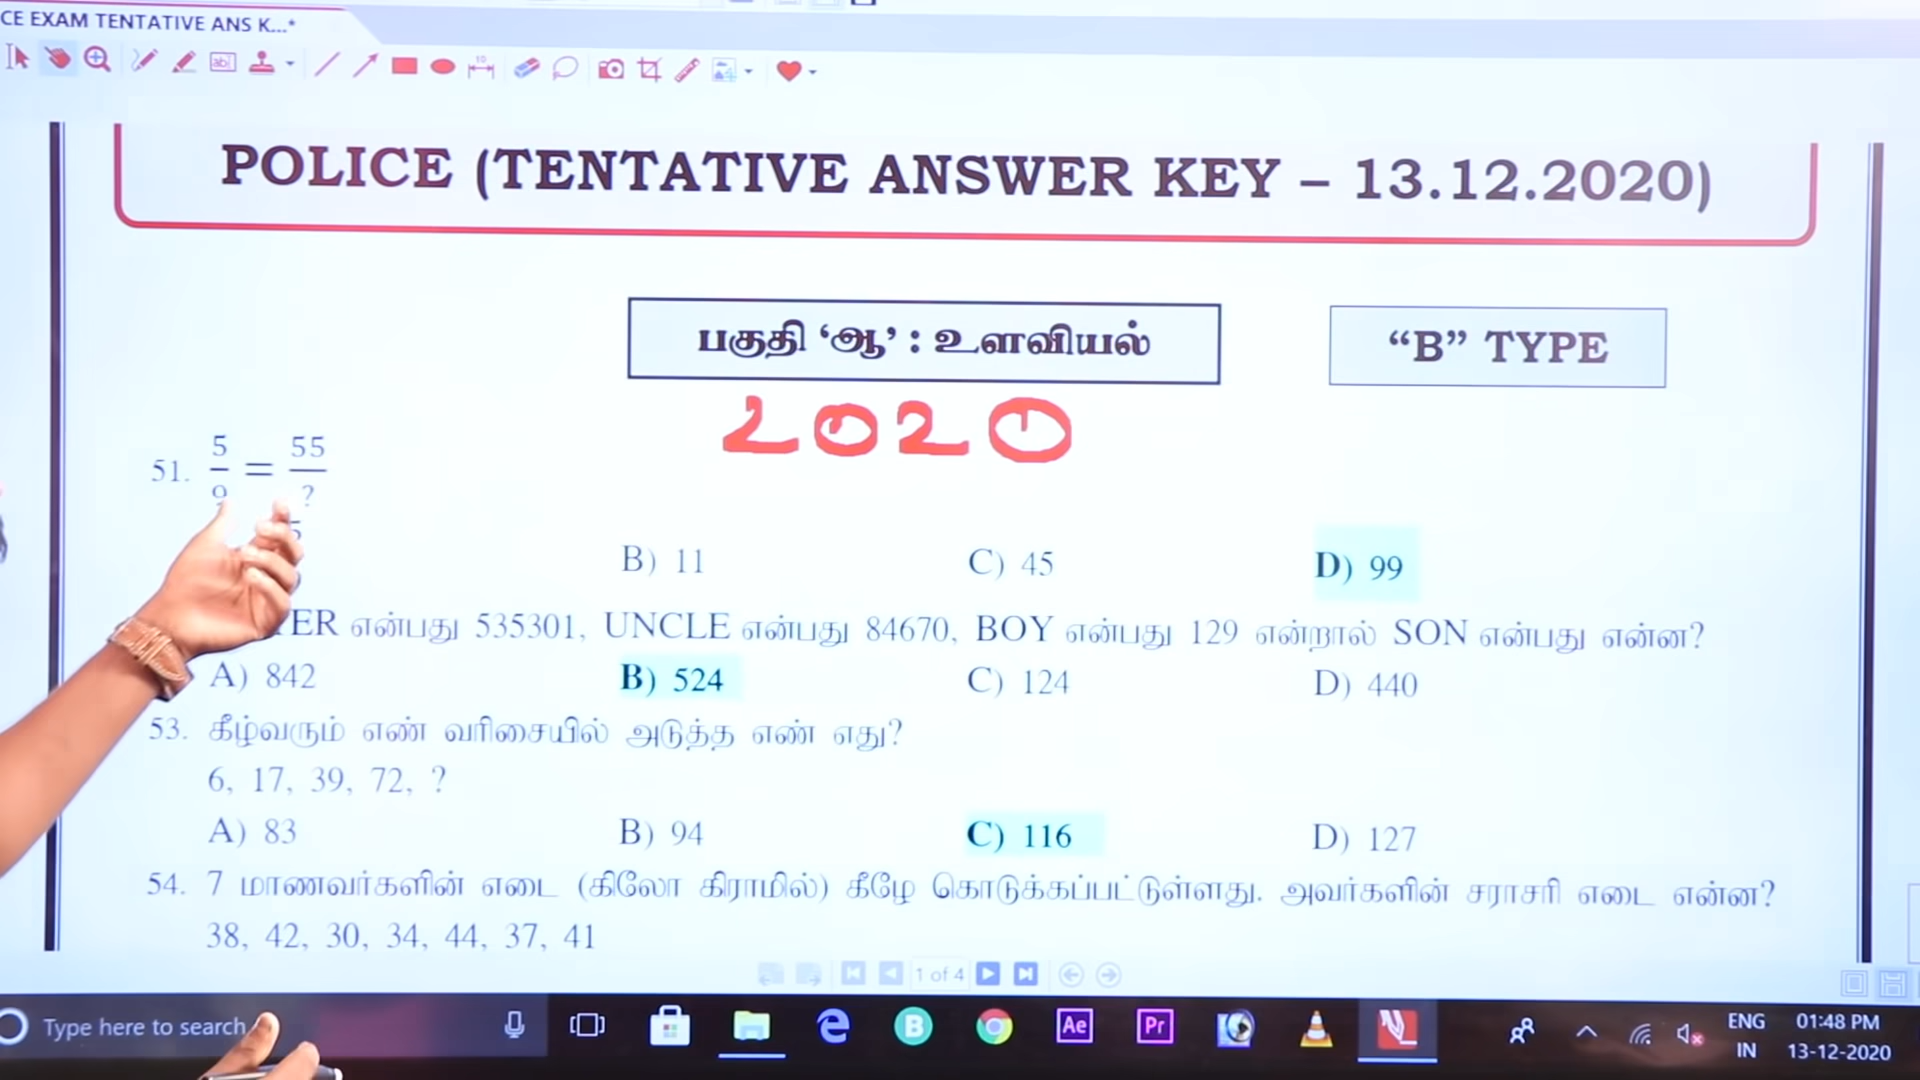 CE EXAM TENTATIVE ANS K...*
POLICE (TENTATIVE ANSWER KEY – 13.12.2020)
பகுதி ‘ஆ’ : உளவியல்
“B” TYPE
2020
51. 5/9 = 55/?
B) 11 C) 45 D) 99
என்பது 535301, UNCLE என்பது 84670, BOY என்பது 129 என்றால் SON என்பது என்ன?
A) 842 B) 524 C) 124 D) 440
53. கீழ்வரும் எண் வரிசையில் அடுத்த எண் எது?
6, 17, 39, 72, ?
A) 83 B) 94 C) 116 D) 127
54. 7 மாணவர்களின் எடை (கிலோ கிராமில்) கீழே கொடுக்கப்பட்டுள்ளது. அவர்களின் சராசரி எடை என்ன?
38, 42, 30, 34, 44, 37, 41
1 of 4
Type here to search
Ae
Pr
ENG
IN
01:48 PM
13-12-2020